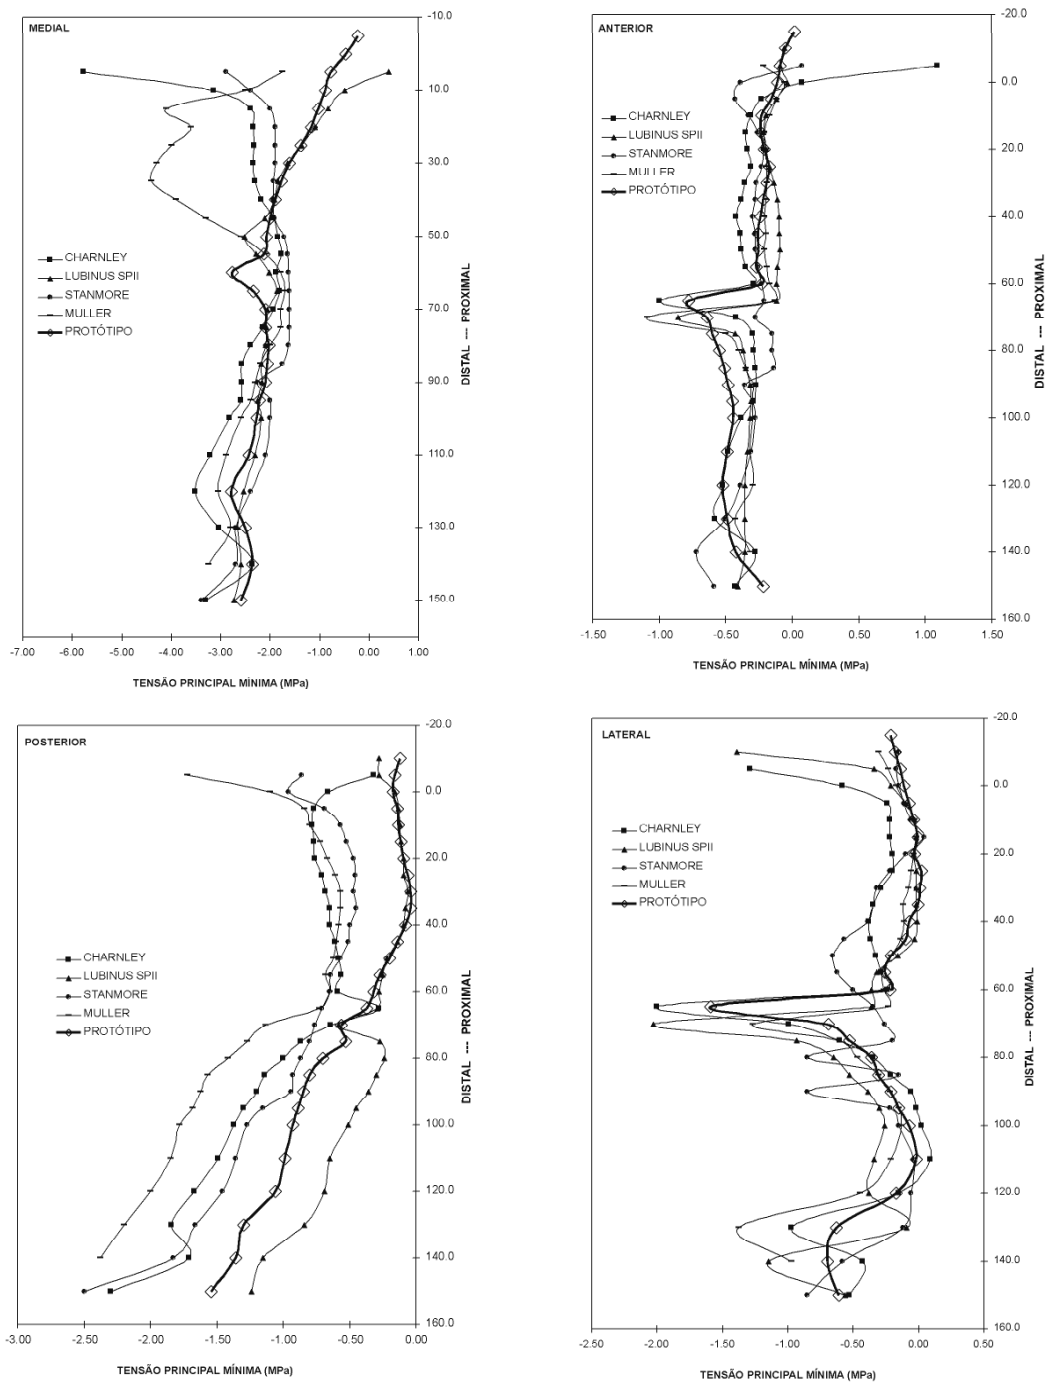 MEDIAL
-10.0
10.0
30.0
50.0
70.0
90.0
110.0
130.0
150.0
CHARNLEY
LUBINUS SPII
STANMORE
MULLER
PROTÓTIPO
DISTAL --- PROXIMAL
-7.00 -6.00 -5.00 -4.00 -3.00 -2.00 -1.00 0.00 1.00
TENSÃO PRINCIPAL MÍNIMA (MPa)
ANTERIOR
-20.0
0.0
20.0
40.0
60.0
80.0
100.0
120.0
140.0
160.0
CHARNLEY
LUBINUS SPII
STANMORE
MULLER
PROTÓTIPO
DISTAL --- PROXIMAL
-1.50 -1.00 -0.50 0.00 0.50 1.00 1.50
TENSÃO PRINCIPAL MÍNIMA (MPa)
POSTERIOR
-20.0
0.0
20.0
40.0
60.0
80.0
100.0
120.0
140.0
160.0
CHARNLEY
LUBINUS SPII
STANMORE
MULLER
PROTÓTIPO
DISTAL --- PROXIMAL
-3.00 -2.50 -2.00 -1.50 -1.00 -0.50 0.00
TENSÃO PRINCIPAL MÍNIMA (MPa)
LATERAL
-20.0
0.0
20.0
40.0
60.0
80.0
100.0
120.0
140.0
160.0
CHARNLEY
LUBINUS SPII
STANMORE
MULLER
PROTÓTIPO
DISTAL --- PROXIMAL
-2.50 -2.00 -1.50 -1.00 -0.50 0.00 0.50
TENSÃO PRINCIPAL MÍNIMA (MPa)